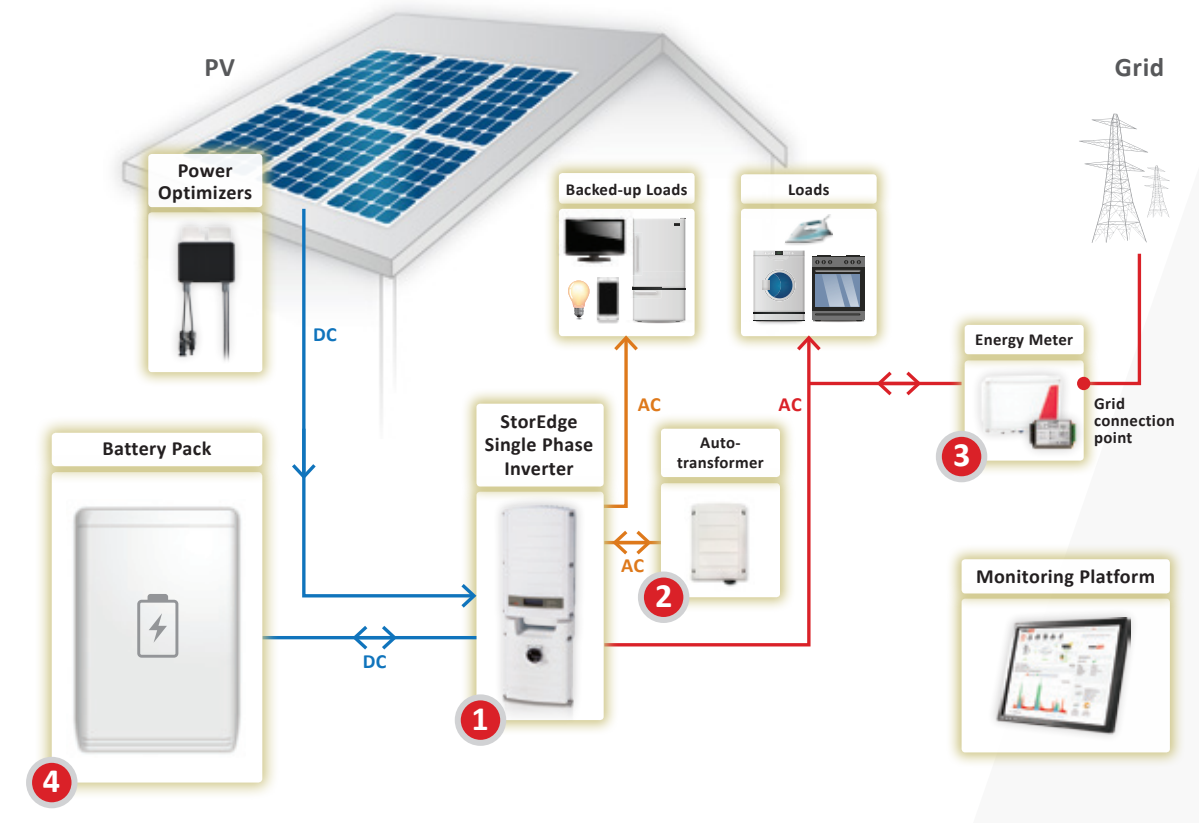 PV
Grid
Power
Optimizers
Backed-up Loads
Loads
DC
Energy Meter
AC
AC
Grid
connection
point
StorEdge
Single Phase
Inverter
Battery Pack
Auto-
transformer
3
AC
Monitoring Platform
2
DC
1
4